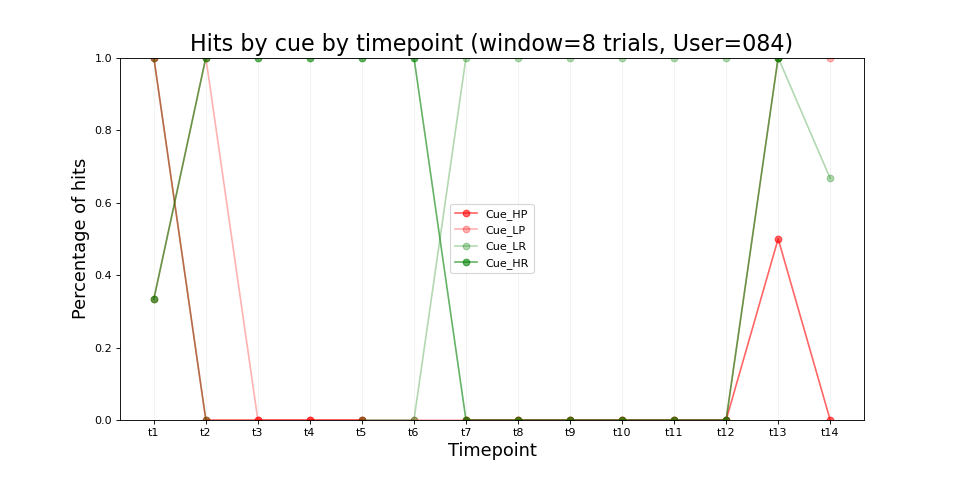 Hits by cue by timepoint (window=8 trials, User=084)
1.0
0.8
0.6
0.4
0.2
0.0
Percentage of hits
Cue_HP
Cue_LP
Cue_LR
Cue_HR
t1 t2 t3 t4 t5 t6 t7 t8 t9 t10 t11 t12 t13 t14
Timepoint